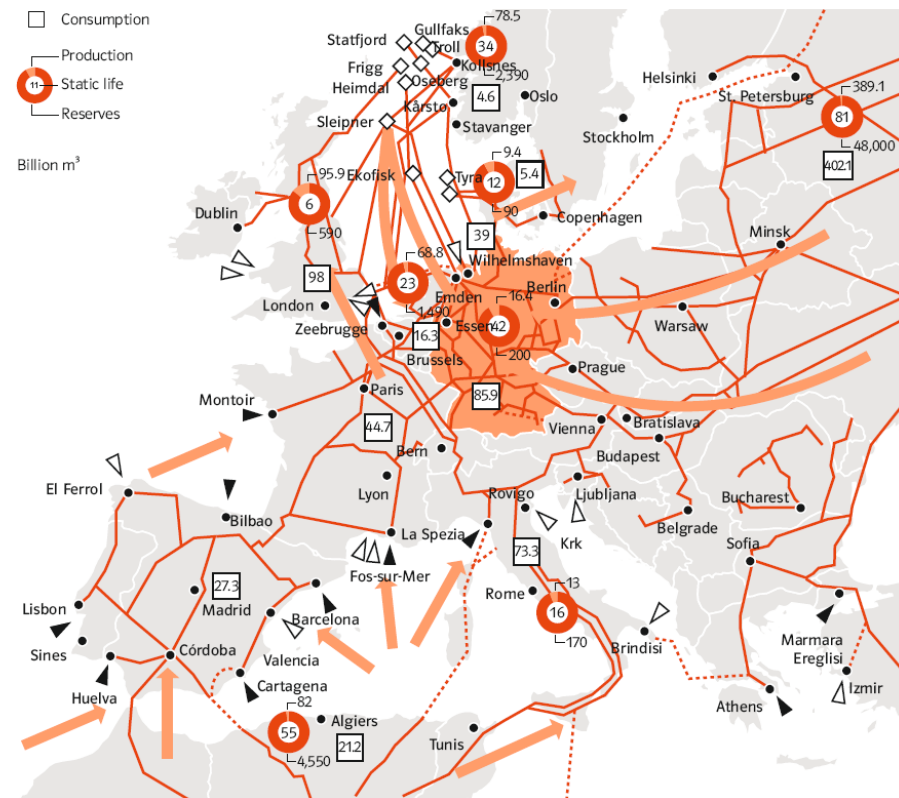 Consumption
Production
11
Static life
Reserves
Billion m³
Statfjord
Gullfaks
Troll
Frigg
Heimdal
Oseberg
Kollsnes
Kårsto
Sleipner
Stavanger
Oslo
Ekofisk
Tyra
78.5
34
2,390
4.6
Helsinki
St. Petersburg
Stockholm
389.1
81
48,000
402.1
9.4
12
90
5.4
Copenhagen
95.9
6
590
98
Dublin
London
68.8
23
1,490
39
Wilhelmshaven
Emden
Berlin
16.4
42
200
85.9
Essen
Zeebrugge
16.3
Brussels
Minsk
Warsaw
Prague
Paris
Montoir
44.7
Bern
Vienna
Bratislava
Budapest
Lyon
El Ferrol
Bilbao
La Spezia
Rovigo
Ljubljana
Krk
Belgrade
Bucharest
Sofia
Fos-sur-Mer
73.3
Rome
13
16
170
Brindisi
27.3
Madrid
Lisbon
Sines
Barcelona
Valencia
Córdoba
Huelva
Cartagena
82
55
4,550
Algiers
21.2
Tunis
Marmara
Ereglisi
Izmir
Athens